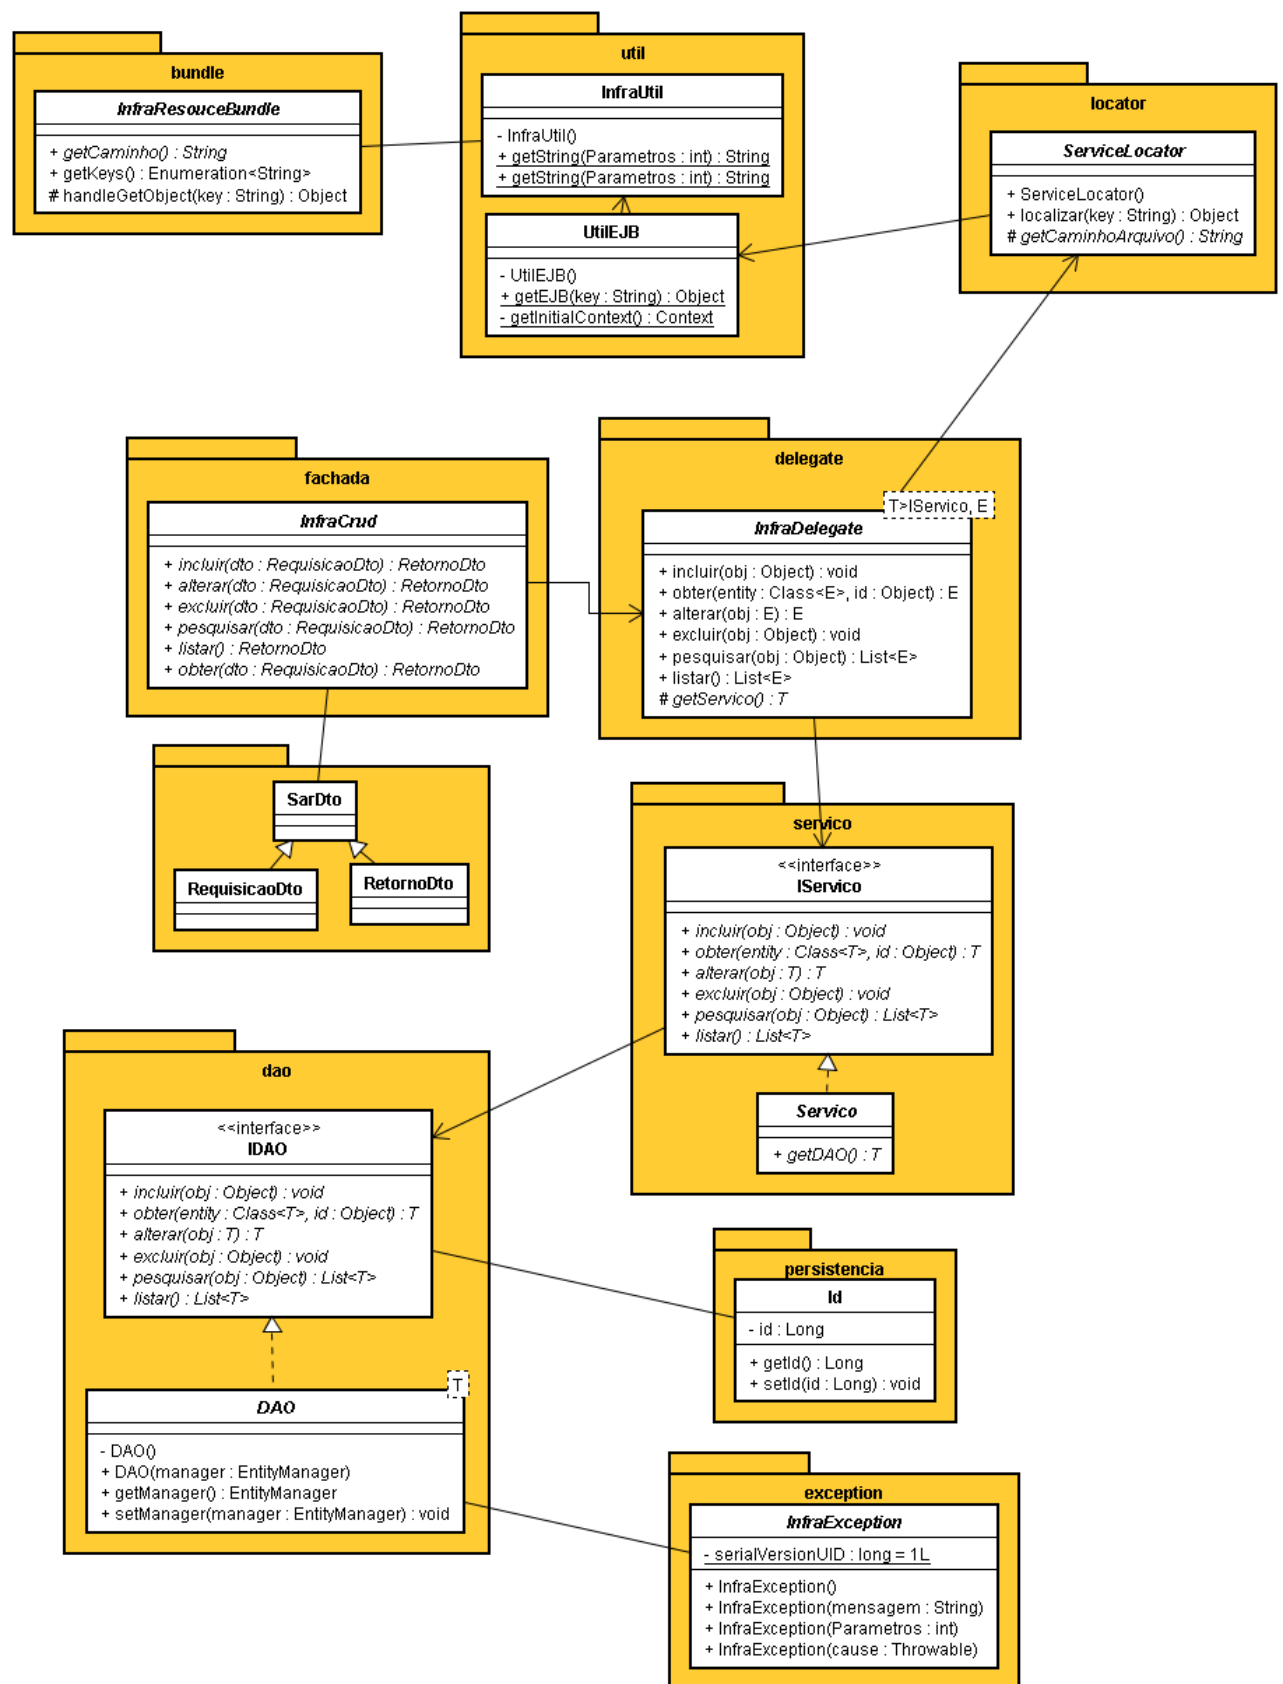 bundle
InfraResouceBundle
+ getCaminho() : String
+ getKeys() : Enumeration<String>
# handleGetObject(key : String) : Object
util
InfraUtil
- InfraUtil()
+ getString(Parametros : int) : String
+ getString(Parametros : int) : String
UtilEJB
- UtilEJB()
+ getEJB(key : String) : Object
- getInitialContext() : Context
locator
ServiceLocator
+ ServiceLocator()
+ localizar(key : String) : Object
# getCaminhoArquivo() : String
fachada
InfraCrud
+ incluir(dto : RequisicaoDto) : RetornoDto
+ alterar(dto : RequisicaoDto) : RetornoDto
+ excluir(dto : RequisicaoDto) : RetornoDto
+ pesquisar(dto : RequisicaoDto) : RetornoDto
+ listar() : RetornoDto
+ obter(dto : RequisicaoDto) : RetornoDto
delegate
T>IServico, E
InfraDelegate
+ incluir(obj : Object) : void
+ obter(entity : Class<E>, id : Object) : E
+ alterar(obj : E) : E
+ excluir(obj : Object) : void
+ pesquisar(obj : Object) : List<E>
+ listar() : List<E>
# getServico() : T
SarDto
RequisicaoDto
RetornoDto
servico
<<interface>>
IServico
+ incluir(obj : Object) : void
+ obter(entity : Class<T>, id : Object) : T
+ alterar(obj : T) : T
+ excluir(obj : Object) : void
+ pesquisar(obj : Object) : List<T>
+ listar() : List<T>
Servico
+ getDAO() : T
dao
<<interface>>
IDAO
+ incluir(obj : Object) : void
+ obter(entity : Class<T>, id : Object) : T
+ alterar(obj : T) : T
+ excluir(obj : Object) : void
+ pesquisar(obj : Object) : List<T>
+ listar() : List<T>
T
DAO
- DAO()
+ DAO(manager : EntityManager)
+ getManager() : EntityManager
+ setManager(manager : EntityManager) : void
persistencia
Id
- id : Long
+ getId() : Long
+ setId(id : Long) : void
exception
InfraException
- serialVersionUID : long = 1L
+ InfraException()
+ InfraException(mensagem : String)
+ InfraException(Parametros : int)
+ InfraException(cause : Throwable)